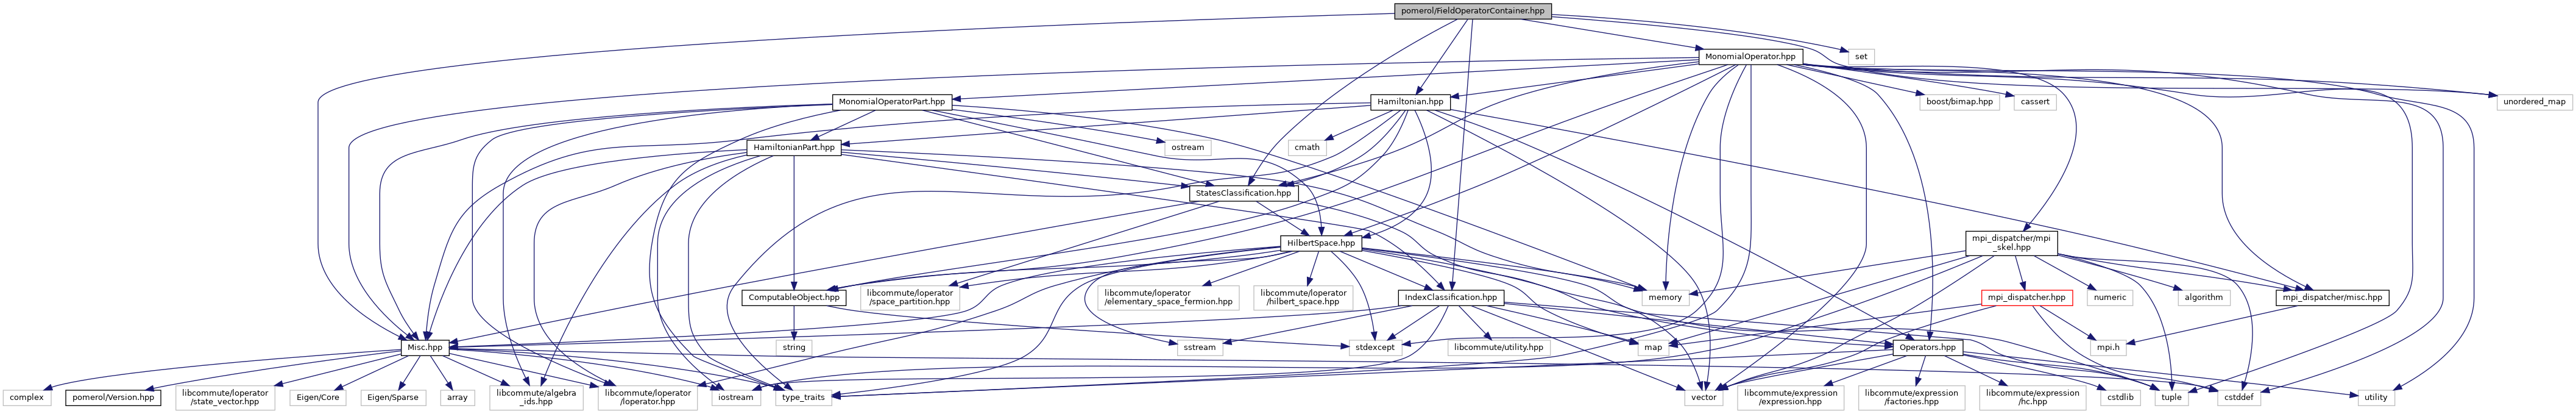 pomerol/FieldOperatorContainer.hpp
MonomialOperator.hpp
set
MonomialOperatorPart.hpp
Hamiltonian.hpp
boost/bimap.hpp
cassert
unordered_map
HamiltonianPart.hpp
ostream
cmath
StatesClassification.hpp
HilbertSpace.hpp
mpi_dispatcher/mpi
_skel.hpp
ComputableObject.hpp
libcommute/loperator
/space_partition.hpp
libcommute/loperator
/elementary_space_fermion.hpp
libcommute/loperator
/hilbert_space.hpp
IndexClassification.hpp
memory
mpi_dispatcher.hpp
numeric
algorithm
mpi_dispatcher/misc.hpp
Misc.hpp
string
sstream
stdexcept
libcommute/utility.hpp
map
Operators.hpp
mpi.h
complex
pomerol/Version.hpp
libcommute/loperator
/state_vector.hpp
Eigen/Core
Eigen/Sparse
array
libcommute/algebra
_ids.hpp
libcommute/loperator
/loperator.hpp
iostream
type_traits
vector
libcommute/expression
/expression.hpp
libcommute/expression
/factories.hpp
libcommute/expression
/hc.hpp
cstdlib
tuple
cstddef
utility